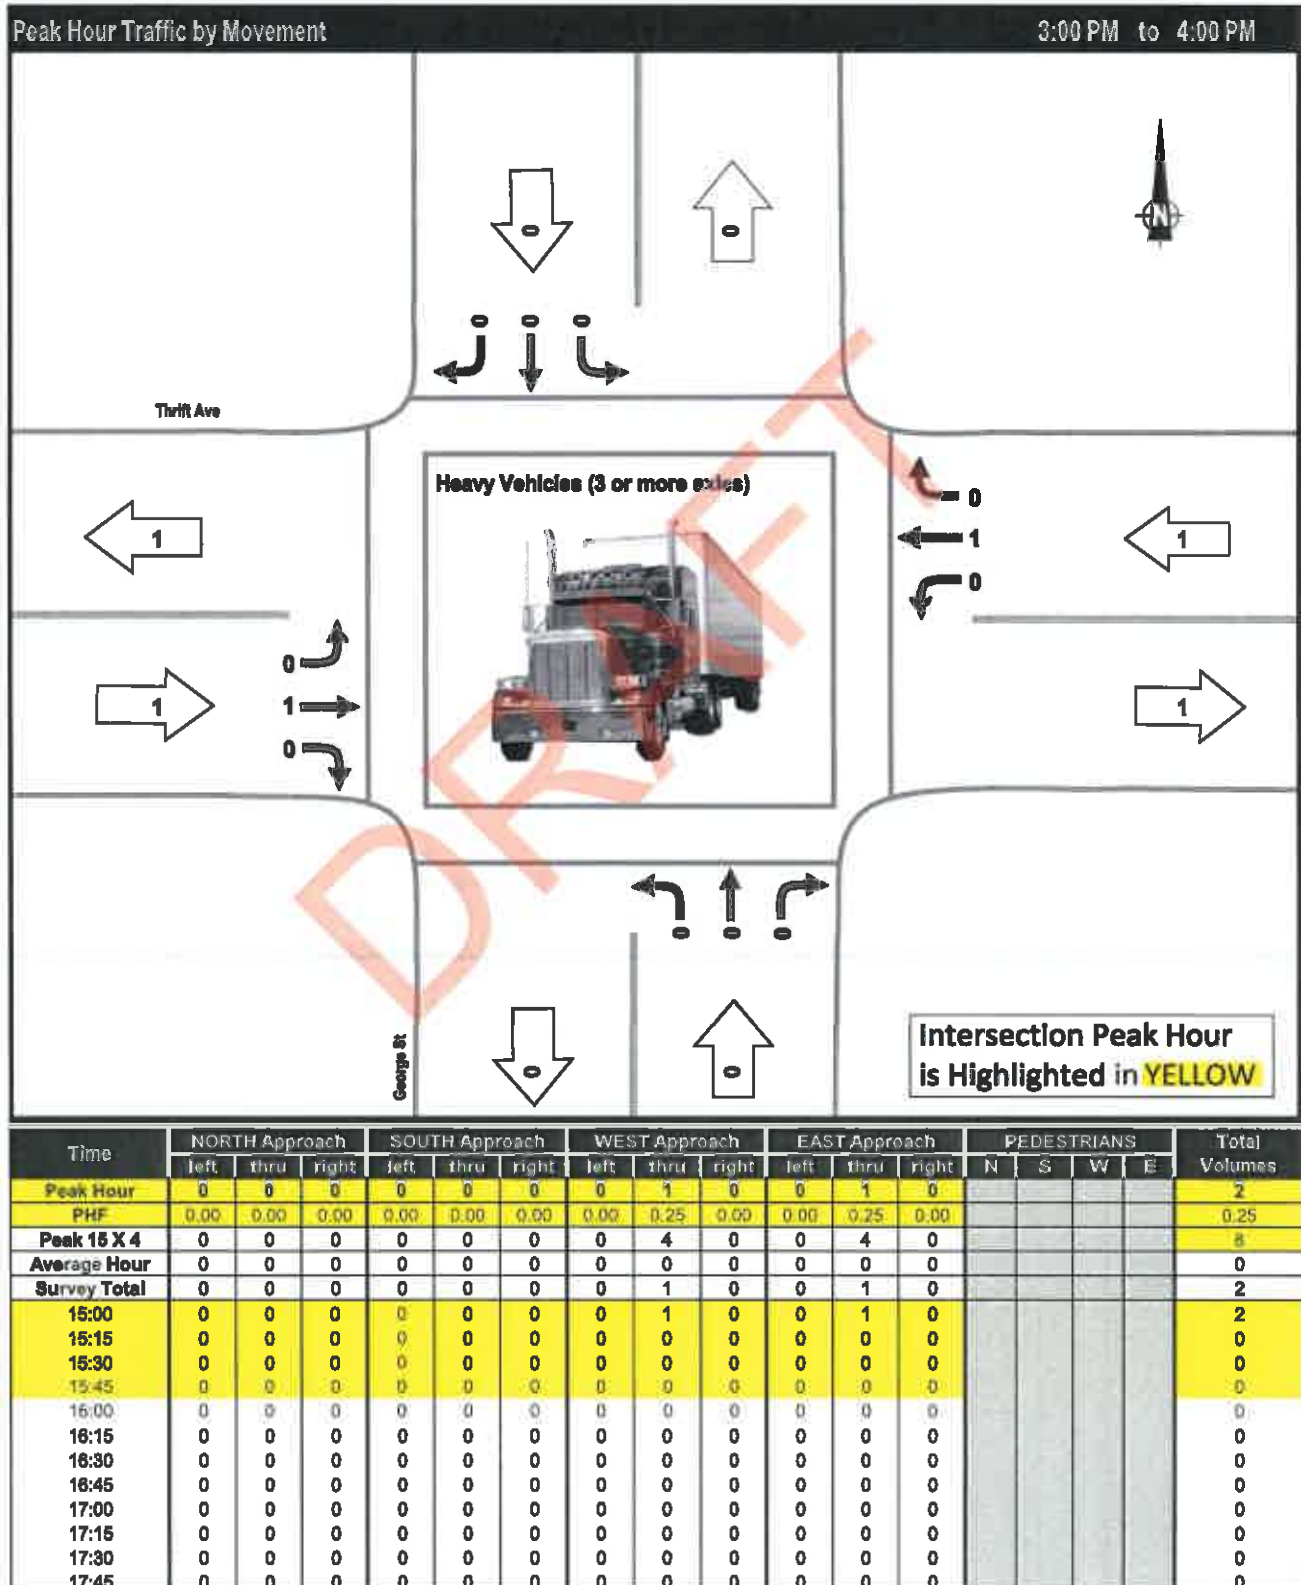 Peak Hour Traffic by Movement 3:00 PM to 4:00 PM
N
0 0
0 0 0
Thrift Ave
Heavy Vehicles (3 or more axles)
0
1 1 1
0
0
1 1 1
0
DRAFT
0 0 0
George St
0 0
Intersection Peak Hour
is Highlighted in YELLOW
Time NORTH Approach SOUTH Approach WEST Approach EAST Approach PEDESTRIANS Total Volumes
left thru right left thru right left thru right left thru right N S W E
Peak Hour 0 0 0 0 0 0 0 1 0 0 1 0 2
PHF 0.00 0.00 0.00 0.00 0.00 0.00 0.00 0.25 0.00 0.00 0.25 0.00 0.25
Peak 15 X 4 0 0 0 0 0 0 0 4 0 0 4 0 8
Average Hour 0 0 0 0 0 0 0 0 0 0 0 0 0
Survey Total 0 0 0 0 0 0 0 1 0 0 1 0 2
15:00 0 0 0 0 0 0 0 1 0 0 1 0 2
15:15 0 0 0 0 0 0 0 0 0 0 0 0 0
15:30 0 0 0 0 0 0 0 0 0 0 0 0 0
15:45 0 0 0 0 0 0 0 0 0 0 0 0 0
16:00 0 0 0 0 0 0 0 0 0 0 0 0 0
16:15 0 0 0 0 0 0 0 0 0 0 0 0 0
16:30 0 0 0 0 0 0 0 0 0 0 0 0 0
16:45 0 0 0 0 0 0 0 0 0 0 0 0 0
17:00 0 0 0 0 0 0 0 0 0 0 0 0 0
17:15 0 0 0 0 0 0 0 0 0 0 0 0 0
17:30 0 0 0 0 0 0 0 0 0 0 0 0 0
17:45 0 0 0 0 0 0 0 0 0 0 0 0 0